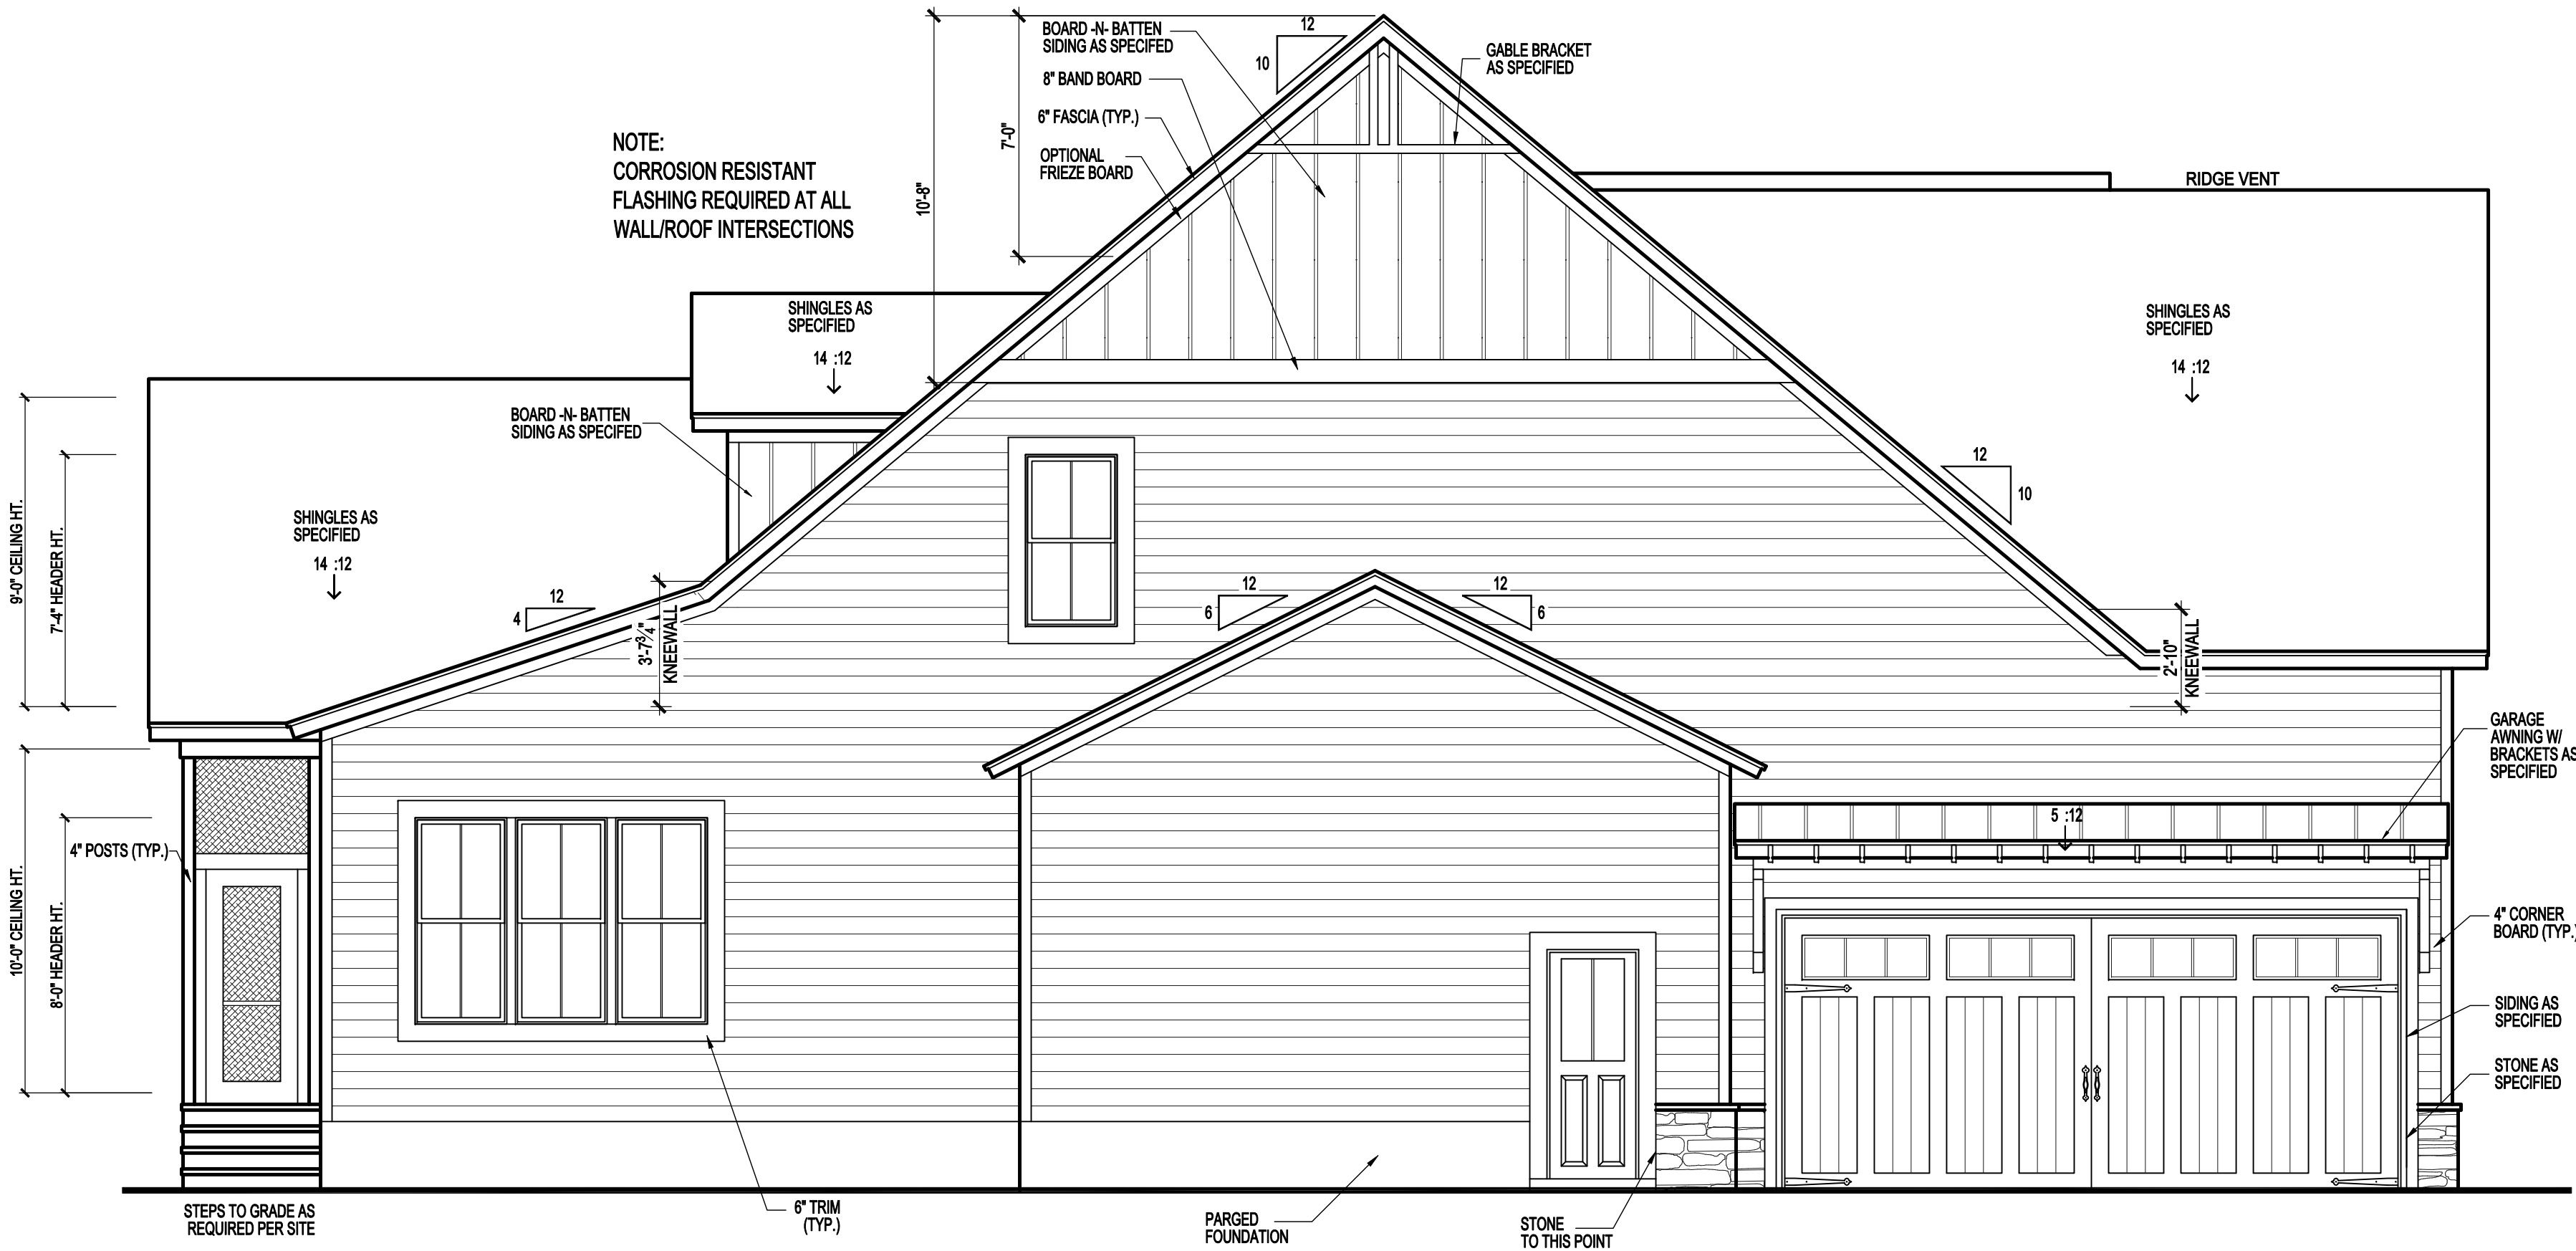 12
BOARD -N- BATTEN
SIDING AS SPECIFED
10
GABLE BRACKET
AS SPECIFIED
8" BAND BOARD
6" FASCIA (TYP.)
7'-0"
OPTIONAL
FRIEZE BOARD
NOTE:
CORROSION RESISTANT
FLASHING REQUIRED AT ALL
WALL/ROOF INTERSECTIONS
10'-8"
RIDGE VENT
SHINGLES AS
SPECIFIED
14 :12
SHINGLES AS
SPECIFIED
14 :12
BOARD -N- BATTEN
SIDING AS SPECIFED
12
10
9'-0" CEILING HT.
7'-4" HEADER HT.
SHINGLES AS
SPECIFIED
14 :12
12
4
3'-7¾"
KNEEWALL
12
6
12
6
2'-10"
KNEEWALL
GARAGE
AWNING W/
BRACKETS AS
SPECIFIED
5 :12
4" POSTS (TYP.)
10'-0" CEILING HT.
8'-0" HEADER HT.
4" CORNER
BOARD (TYP.)
SIDING AS
SPECIFIED
STONE AS
SPECIFIED
STEPS TO GRADE AS
REQUIRED PER SITE
6" TRIM
(TYP.)
PARGED
FOUNDATION
STONE
TO THIS POINT